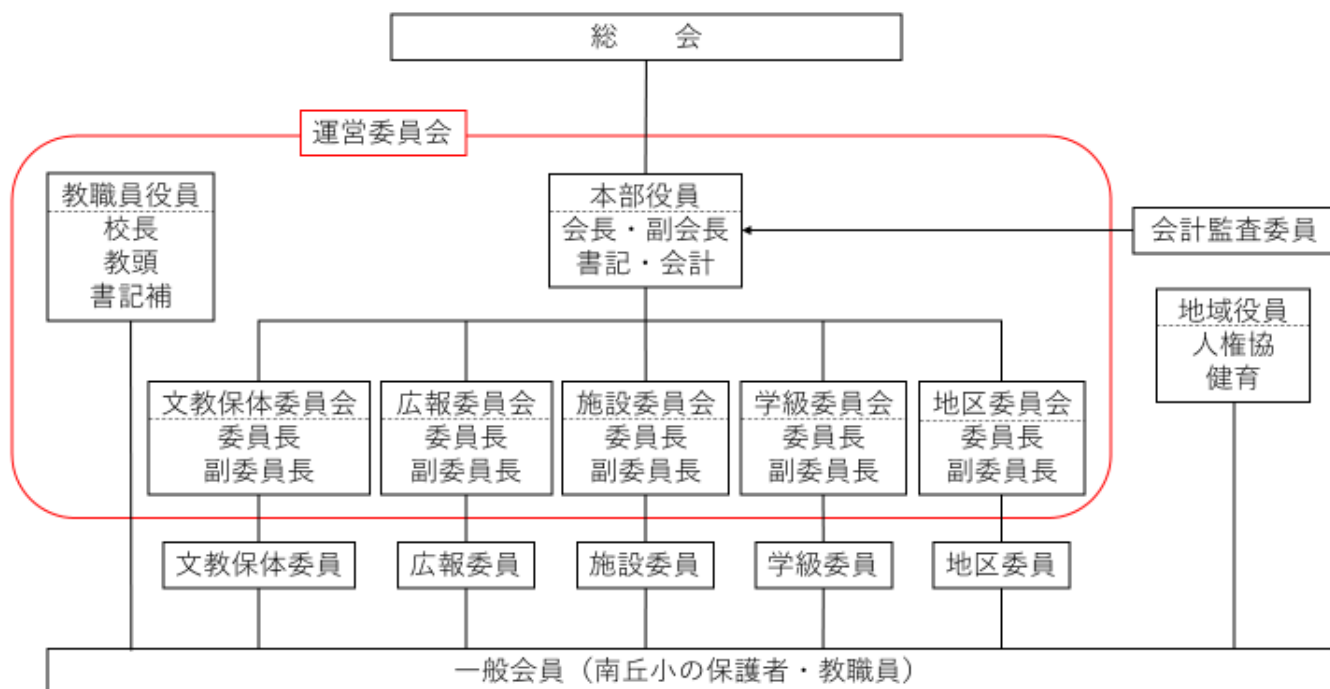 総　　会
運営委員会
教職員役員
校長
教頭
書記補
本部役員
会長・副会長
書記・会計
会計監査委員
地域役員
人権協
健育
文教保体委員会
委員長
副委員長
広報委員会
委員長
副委員長
施設委員会
委員長
副委員長
学級委員会
委員長
副委員長
地区委員会
委員長
副委員長
文教保体委員
広報委員
施設委員
学級委員
地区委員
一般会員（南丘小の保護者・教職員）